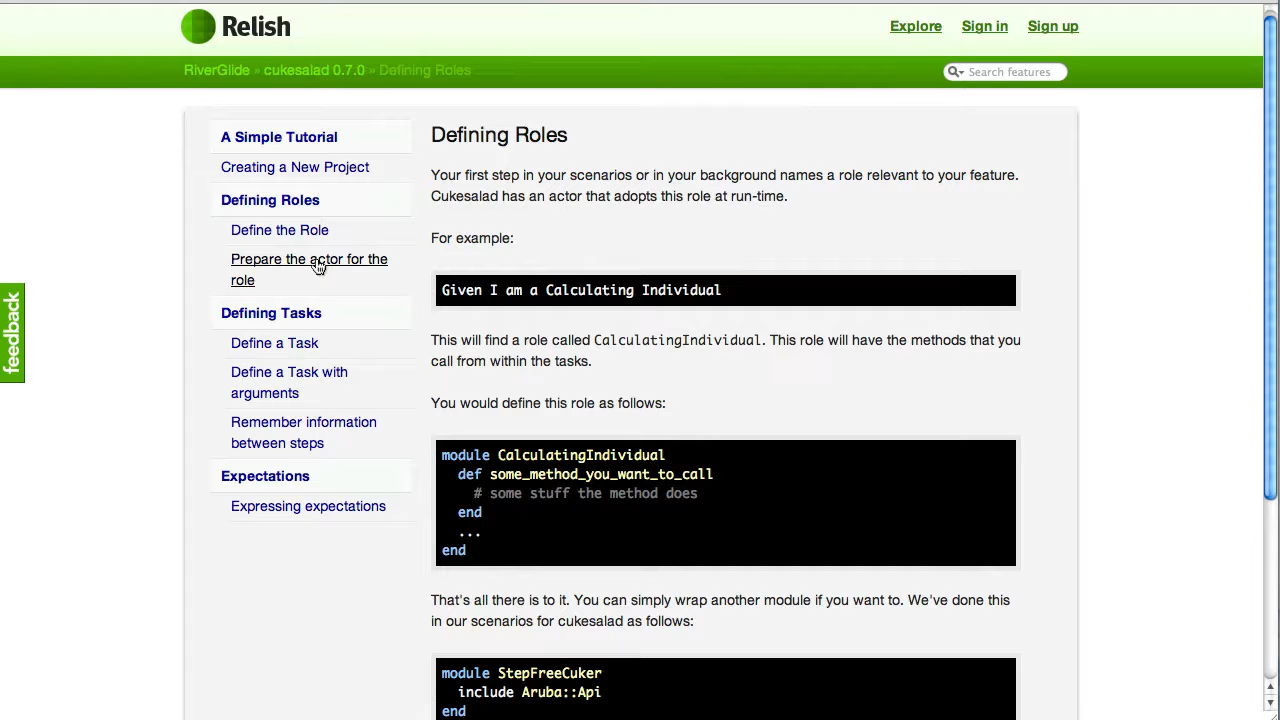 Relish
Explore Sign in Sign up
RiverGlide » cukesalad 0.7.0 » Defining Roles
Search features
feedback
A Simple Tutorial
Creating a New Project
Defining Roles
Define the Role
Prepare the actor for the
role
Defining Tasks
Define a Task
Define a Task with
arguments
Remember information
between steps
Expectations
Expressing expectations
Defining Roles
Your first step in your scenarios or in your background names a role relevant to your feature.
Cukesalad has an actor that adopts this role at run-time.
For example:
Given I am a Calculating Individual
This will find a role called CalculatingIndividual. This role will have the methods that you
call from within the tasks.
You would define this role as follows:
module CalculatingIndividual
def some_method_you_want_to_call
# some stuff the method does
end
...
end
That's all there is to it. You can simply wrap another module if you want to. We've done this
in our scenarios for cukesalad as follows:
module StepFreeCuker
include Aruba::Api
end